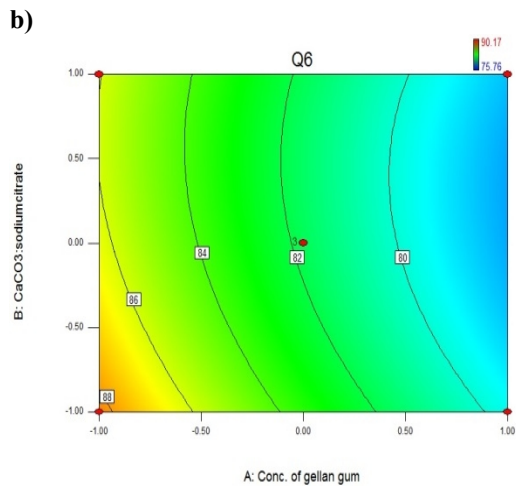 b)
Q6
90.17
75.76
1.00
0.50
0.00
-0.50
-1.00
B: CaCO3:sodiumcitrate
84
3
82
80
86
88
-1.00 -0.50 0.00 0.50 1.00
A: Conc. of gellan gum